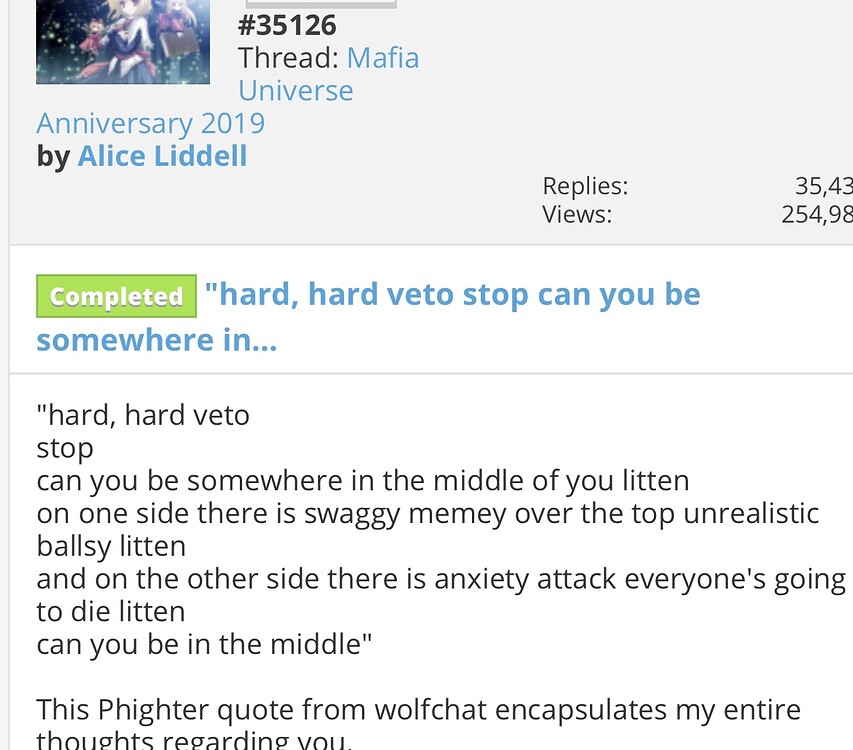 #35126
Thread: Mafia
Universe
Anniversary 2019
by Alice Liddell
Replies: 35,43
Views: 254,98
Completed "hard, hard veto stop can you be
somewhere in...
"hard, hard veto
stop
can you be somewhere in the middle of you litten
on one side there is swaggy memey over the top unrealistic
ballsy litten
and on the other side there is anxiety attack everyone's going
to die litten
can you be in the middle"
This Phighter quote from wolfchat encapsulates my entire
thoughts regarding you.